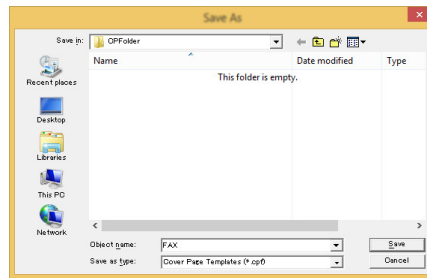 Save As
Save in:
OPFolder
Name
Date modified
Type
This folder is empty.
Recent places
Desktop
Libraries
This PC
Network
Object name:
FAX
Save
Save as type:
Cover Page Templates (*.cpf)
Cancel